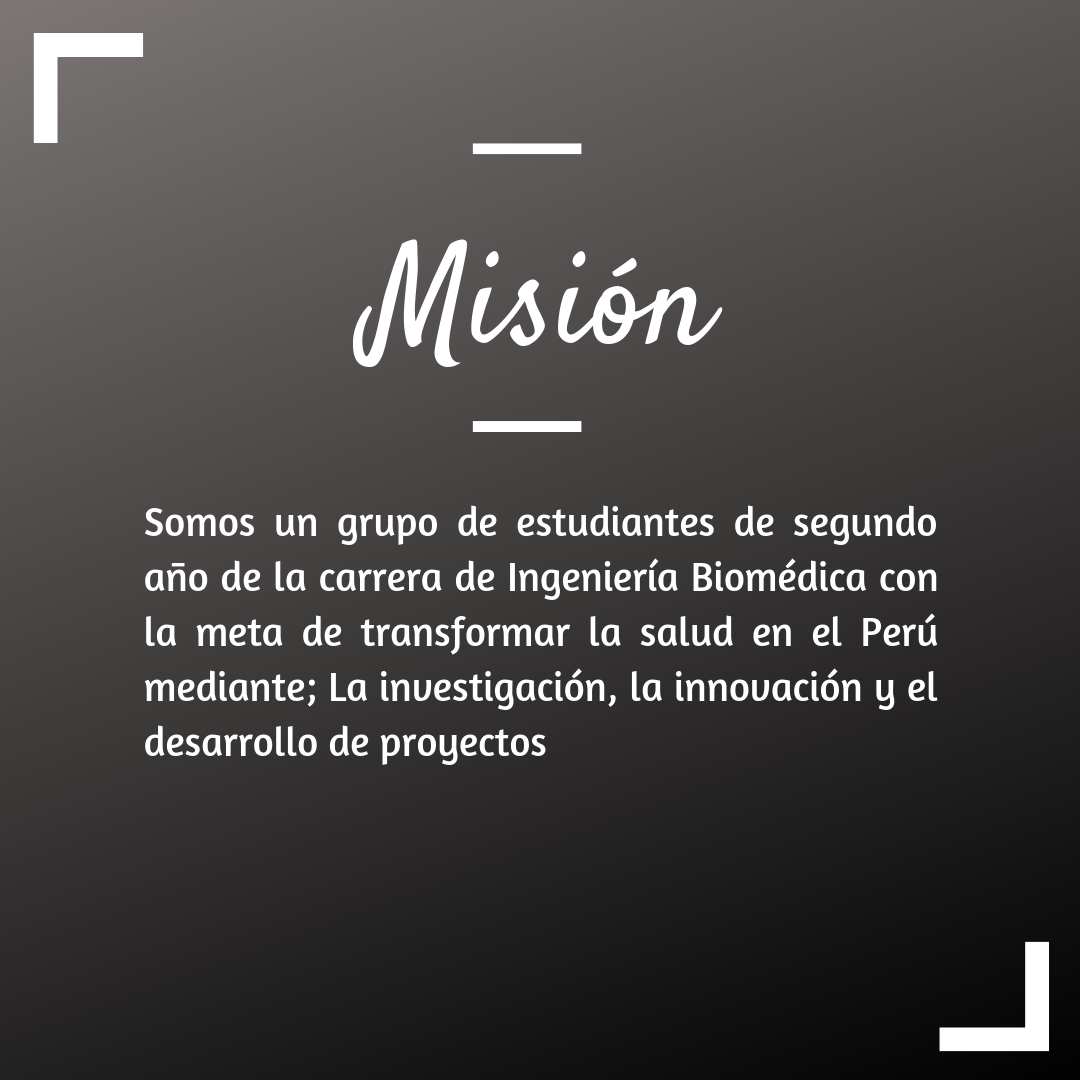 Misión
Somos un grupo de estudiantes de segundo
año de la carrera de Ingeniería Biomédica con
la meta de transformar la salud en el Perú
mediante; La investigación, la innovación y el
desarrollo de proyectos